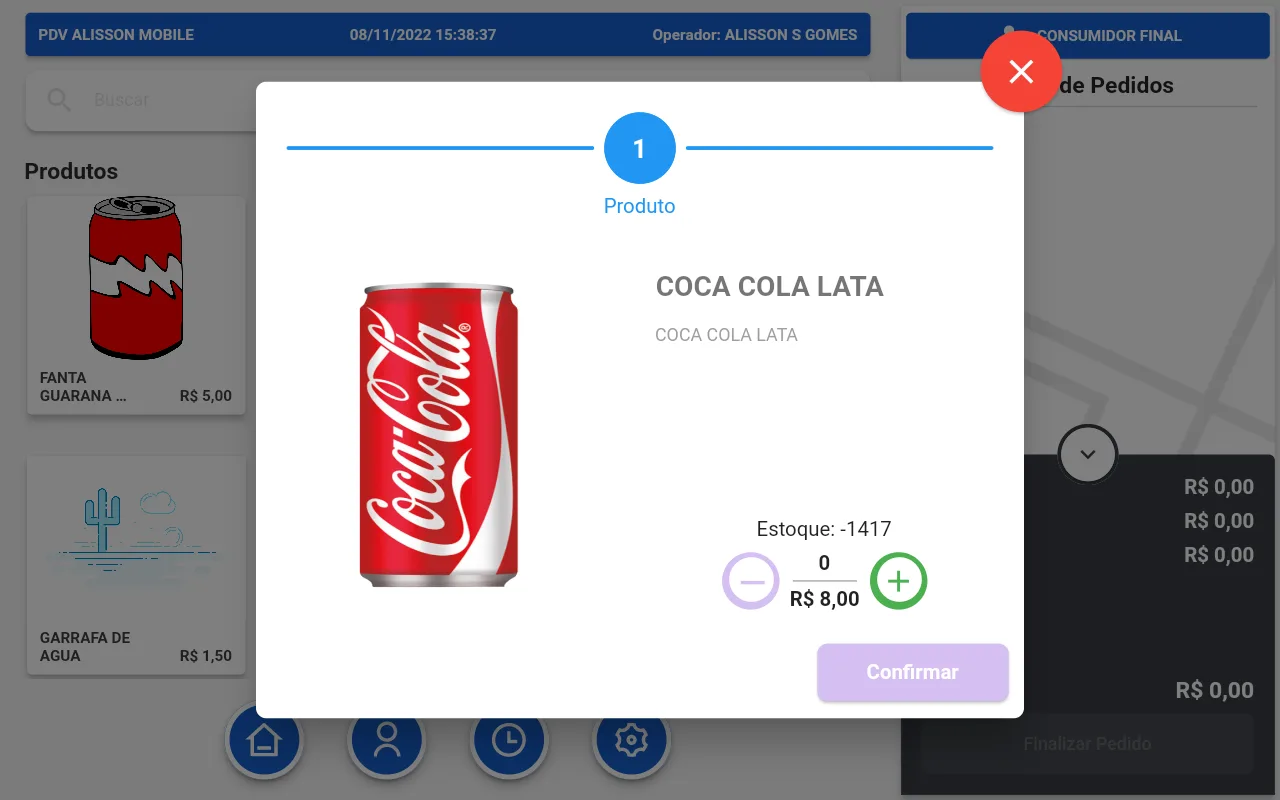 PDV ALISSON MOBILE
08/11/2022 15:38:37
Operador: ALISSON S GOMES
CONSUMIDOR FINAL
Buscar
de Pedidos
Produtos
1
Produto
FANTA
GUARANA ...
R$ 5,00
Coca-Cola®
COCA COLA LATA
COCA COLA LATA
GARRAFA DE
AGUA
R$ 1,50
Estoque: -1417
0
R$ 8,00
Confirmar
R$ 0,00
R$ 0,00
R$ 0,00
R$ 0,00
Finalizar Pedido